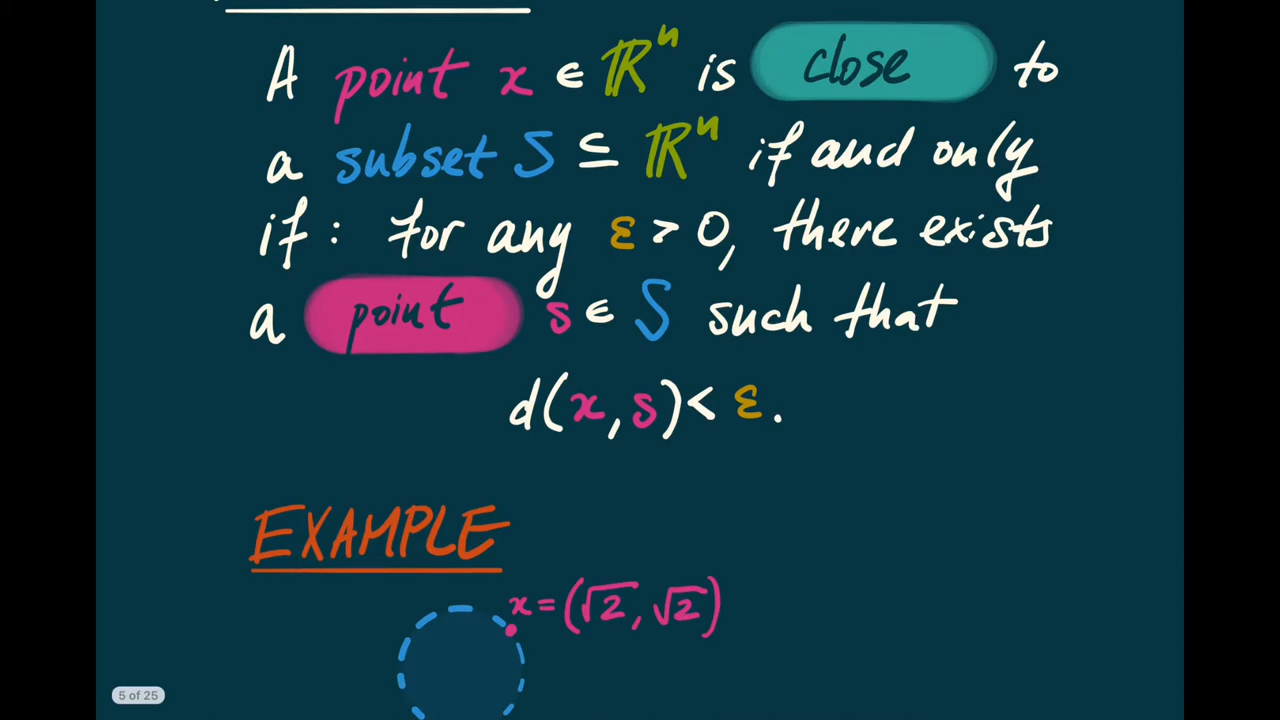 A point x ∈ ℝⁿ is close to
a subset S ⊆ ℝⁿ if and only
if: for any ε > 0, there exists
a point s ∈ S such that
d(x, s) < ε.
EXAMPLE
x = (√2, √2)
5 of 25